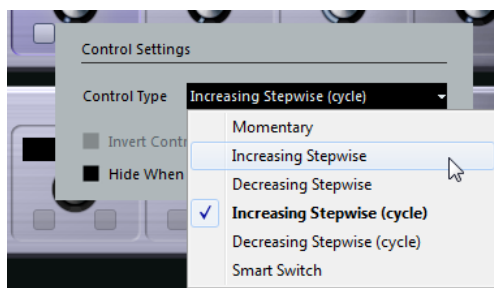 Control Settings
Control Type Increasing Stepwise (cycle)
Momentary
Invert Contr
Increasing Stepwise
Hide When
Decreasing Stepwise
Increasing Stepwise (cycle)
Decreasing Stepwise (cycle)
Smart Switch